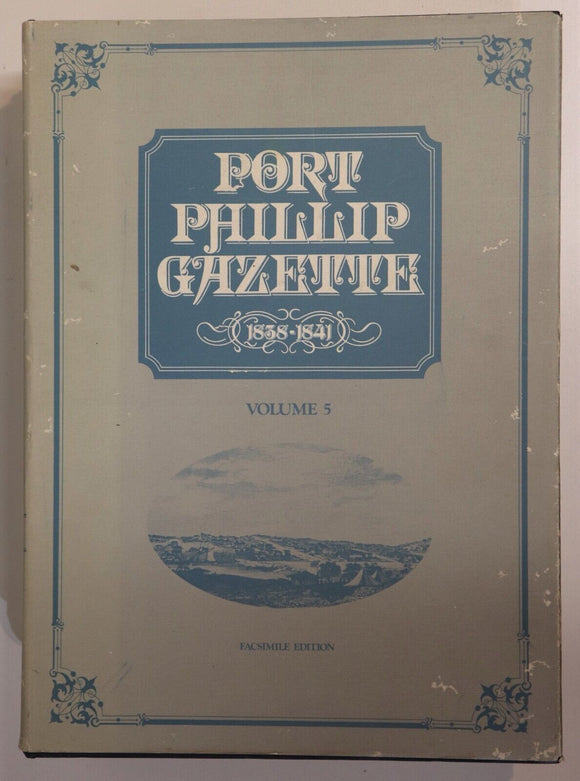 PORT
PHILLIP
GAZETTE
1838-1841
VOLUME 5
FACSIMILE EDITION